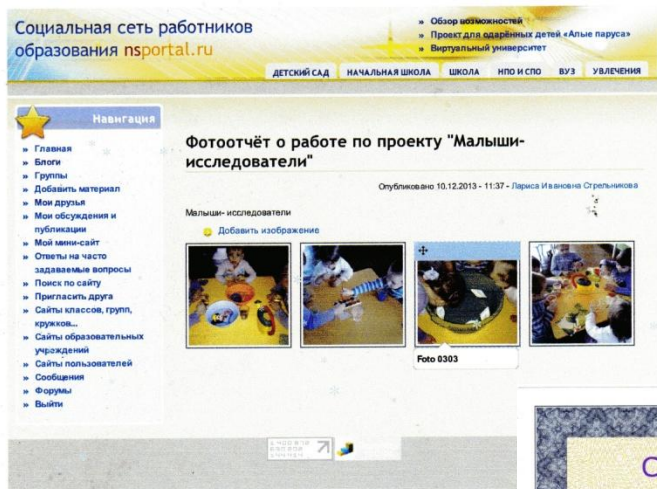 Социальная сеть работников
образования nsportal.ru
» Обзор возможностей
» Проект для одарённых детей «Алые паруса»
» Виртуальный университет
ДЕТСКИЙ САД НАЧАЛЬНАЯ ШКОЛА ШКОЛА НПО И СПО ВУЗ УВЛЕЧЕНИЯ
Навигация
» Главная
» Блоги
» Группы
» Добавить материал
» Мои друзья
» Мои обсуждения и
публикации
» Мой мини-сайт
» Ответы на часто
задаваемые вопросы
» Поиск по сайту
» Пригласить друга
» Сайты классов, групп,
кружков...
» Сайты образовательных
учреждений
» Сайты пользователей
» Сообщения
» Форумы
» Выйти
Фотоотчёт о работе по проекту "Малыши-
исследователи"
Опубликовано 10.12.2013 - 11:37 - Лариса Ивановна Стрельникова
Малыши- исследователи
Добавить изображение
Foto 0303
С